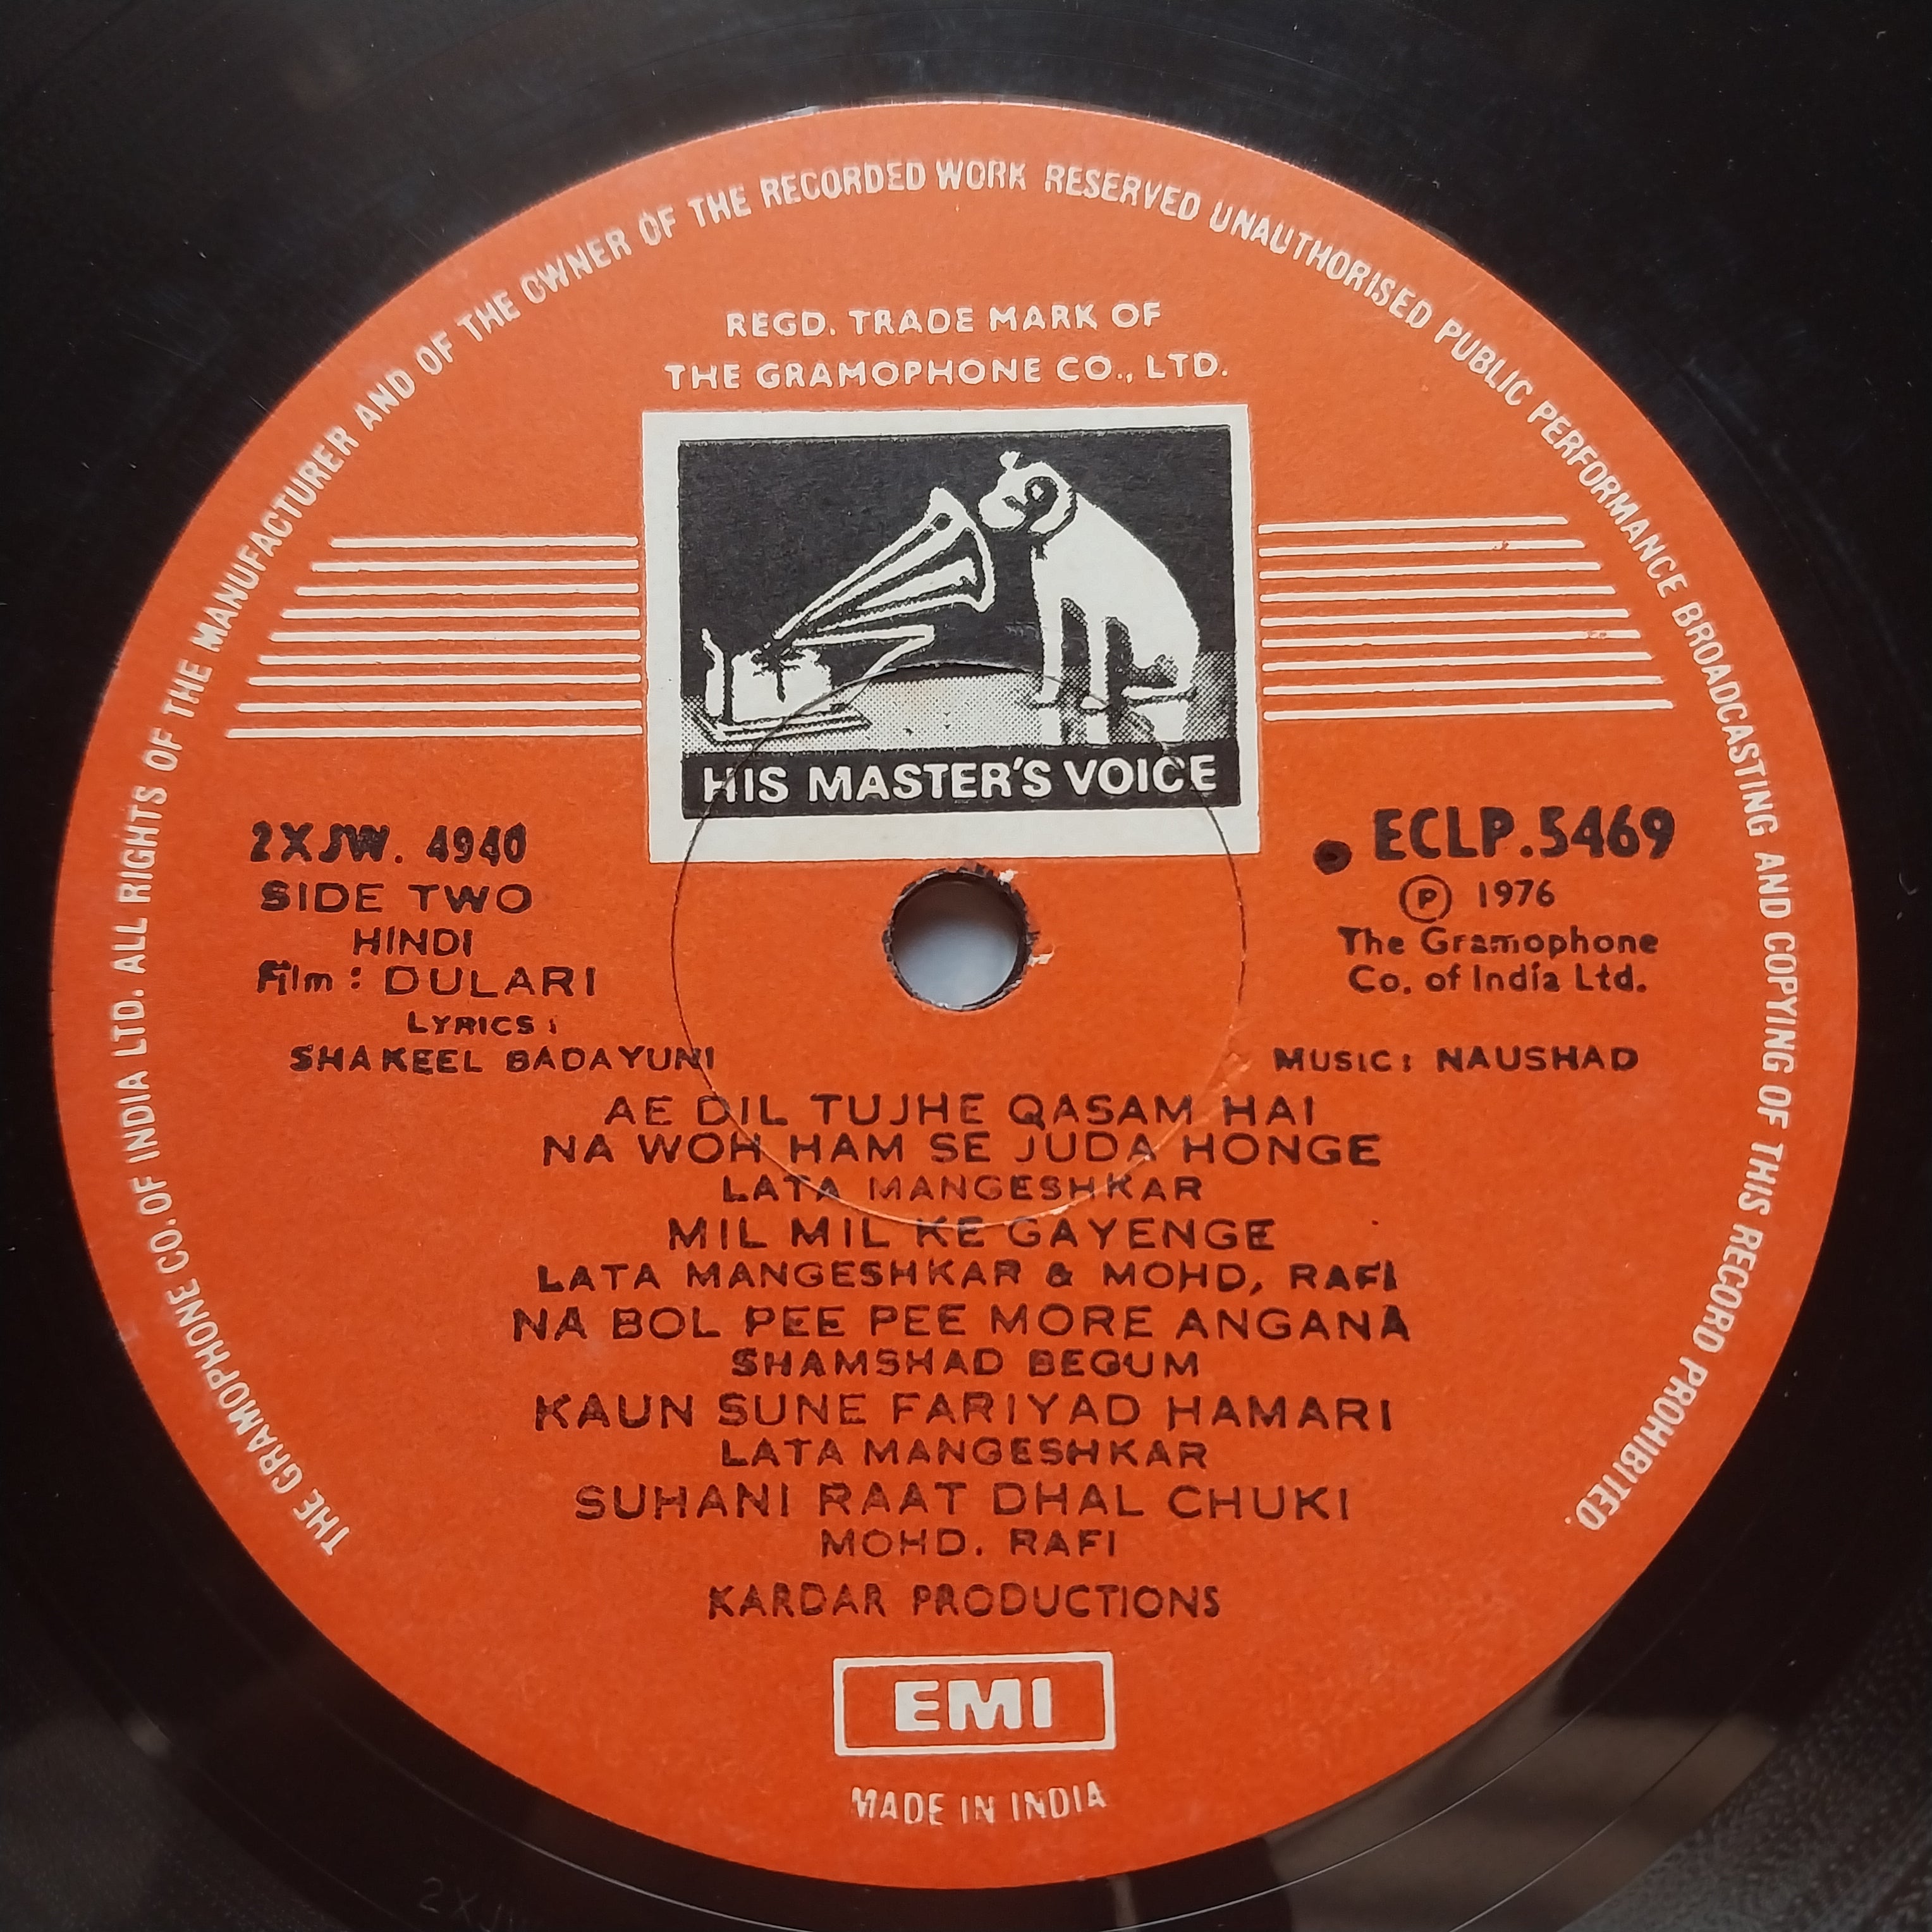 THE GRAMOPHONE CO. OF INDIA LTD. ALL RIGHTS OF THE MANUFACTURER AND OF THE OWNER OF THE RECORDED WORK RESERVED UNAUTHORISED PUBLIC PERFORMANCE BROADCASTING AND COPYING OF THIS RECORD PROHIBITED.
REGD. TRADE MARK OF
THE GRAMOPHONE CO., LTD.
HIS MASTER'S VOICE
2XJW. 4940
SIDE TWO
HINDI
Film : DULARI
LYRICS :
SHAKEEL BADAYUNI
ECLP.5469
Ⓟ 1976
The Gramophone
Co. of India Ltd.
MUSIC: NAUSHAD
AE DIL TUJHE QASAM HAI
NA WOH HAM SE JUDA HONGE
LATA MANGESHKAR
MIL MIL KE GAYENGE
LATA MANGESHKAR & MOHD, RAFI
NA BOL PEE PEE MORE ANGANA
SHAMSHAD BEGUM
KAUN SUNE FARIYAD HAMARI
LATA MANGESHKAR
SUHANI RAAT DHAL CHUKI
MOHD. RAFI
KARDAR PRODUCTIONS
EMI
MADE IN INDIA